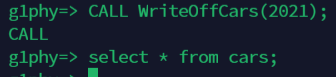 g1phy=> CALL WriteOffCars(2021);
CALL
g1phy=> select * from cars;